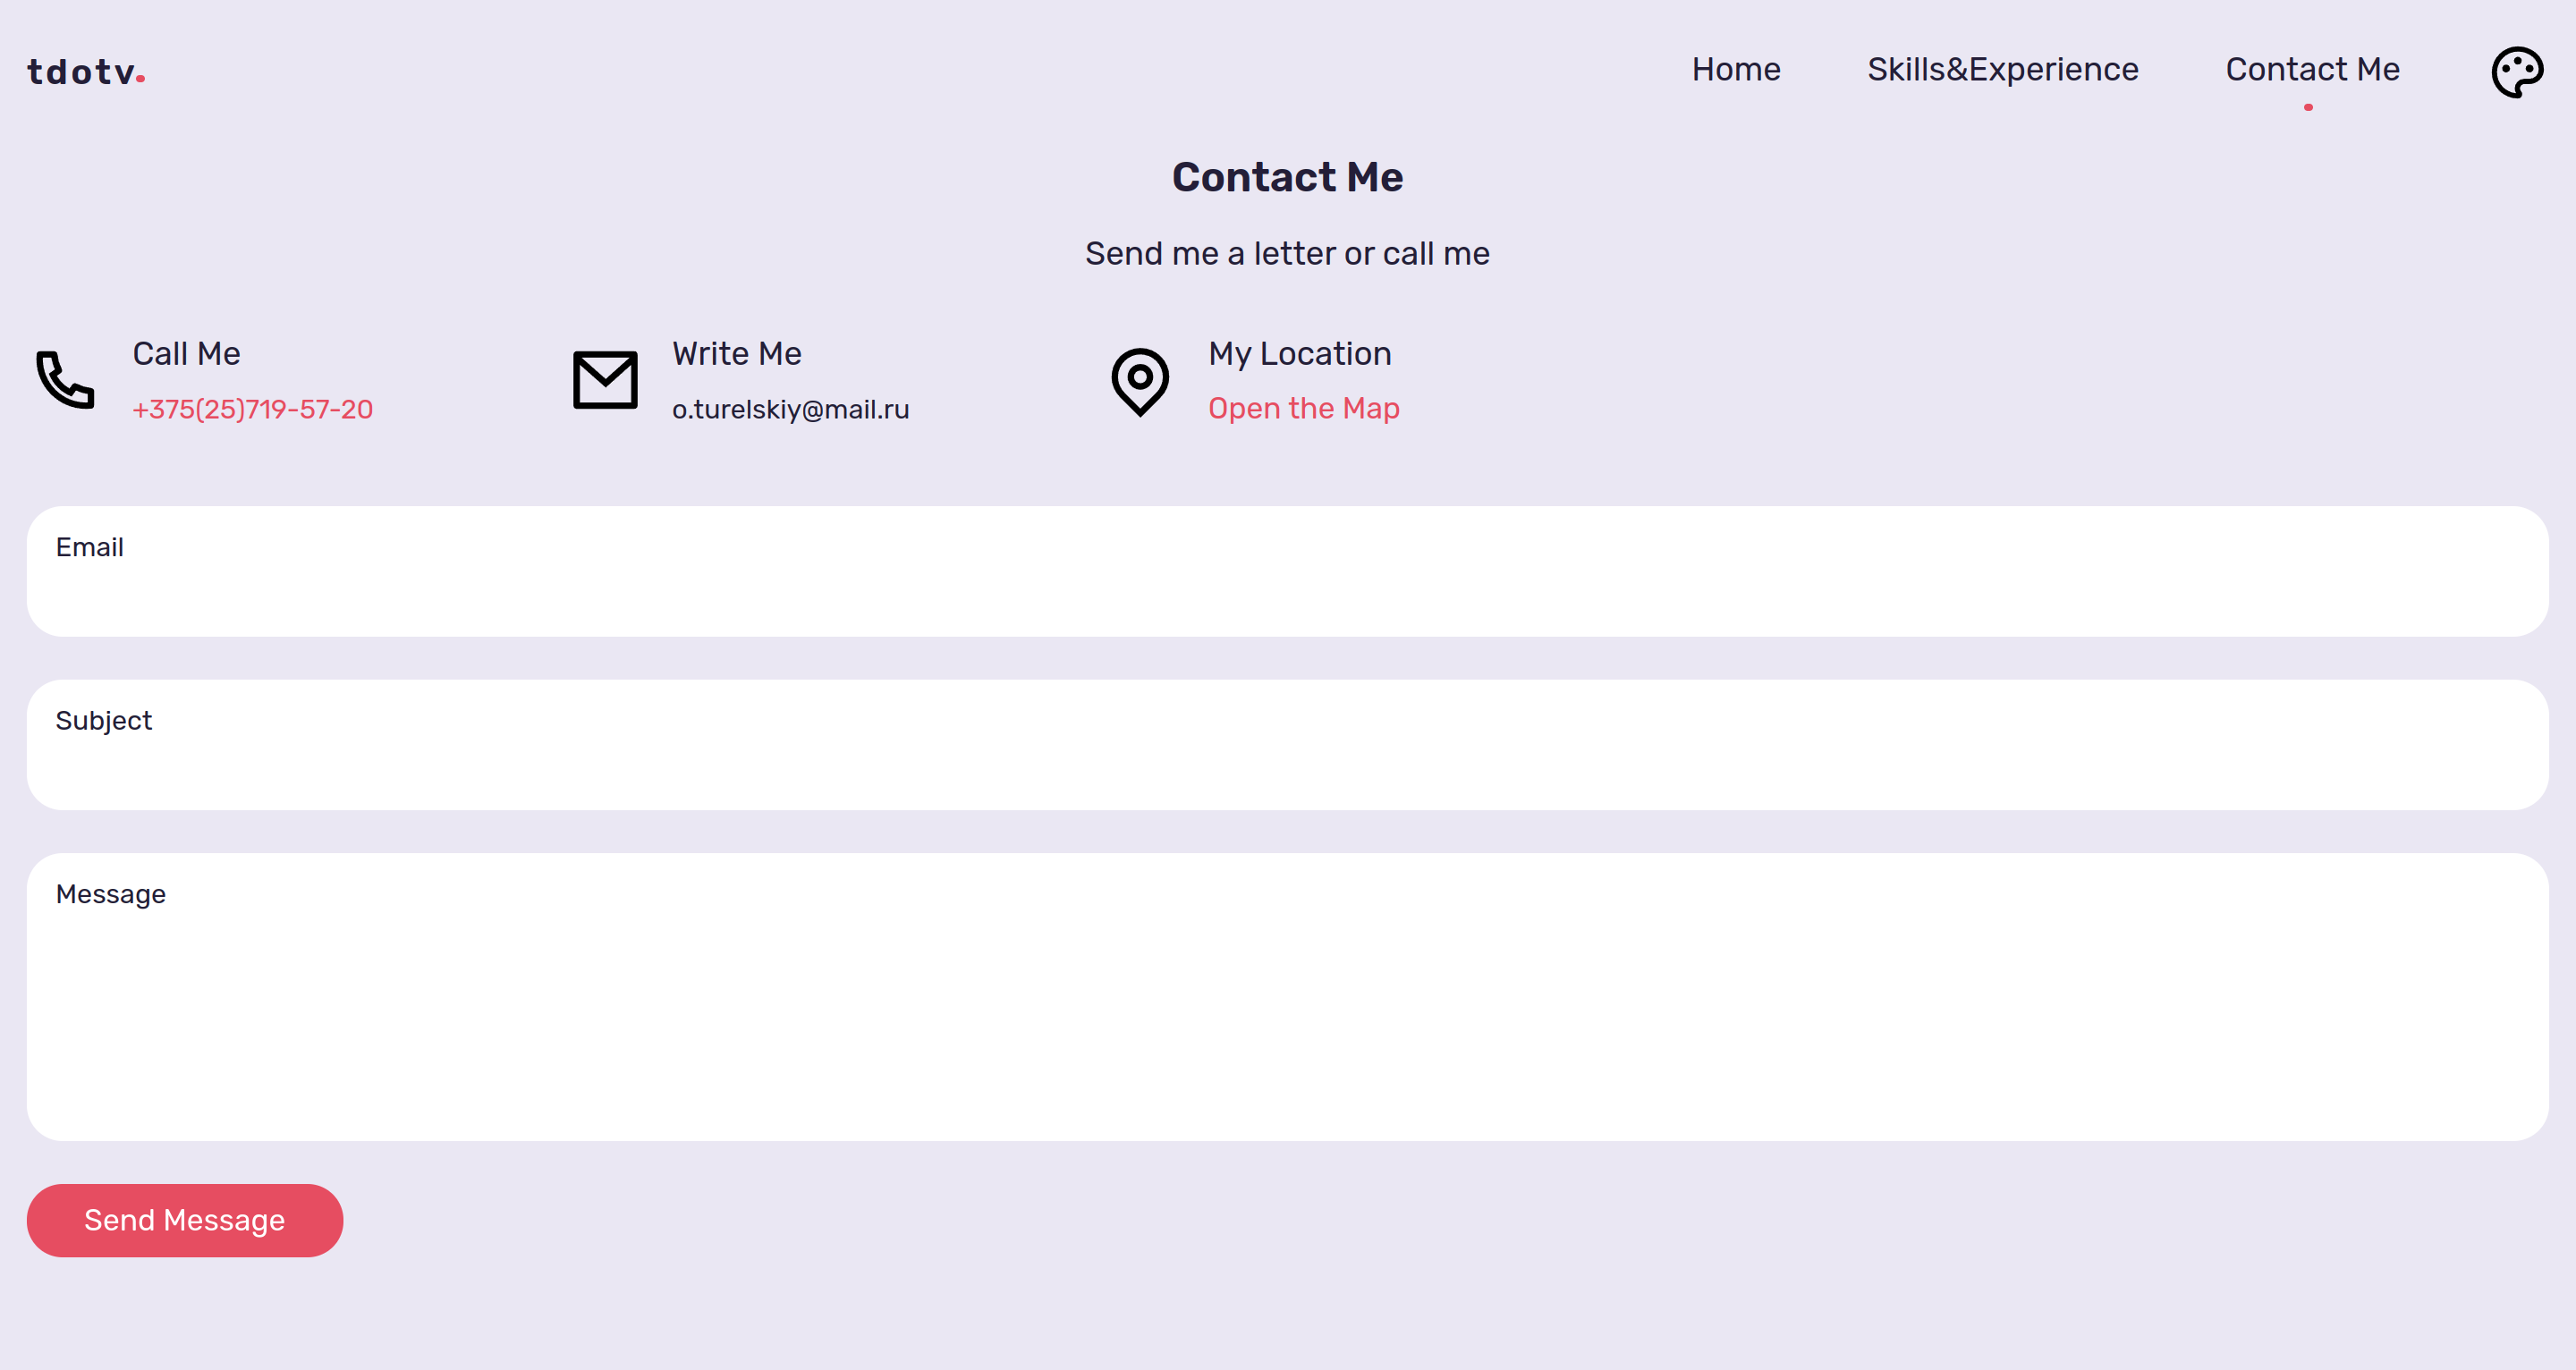 tdotv.
Home
Skills&Experience
Contact Me
Contact Me
Send me a letter or call me
Call Me
+375(25)719-57-20
Write Me
o.turelskiy@mail.ru
My Location
Open the Map
Email
Subject
Message
Send Message